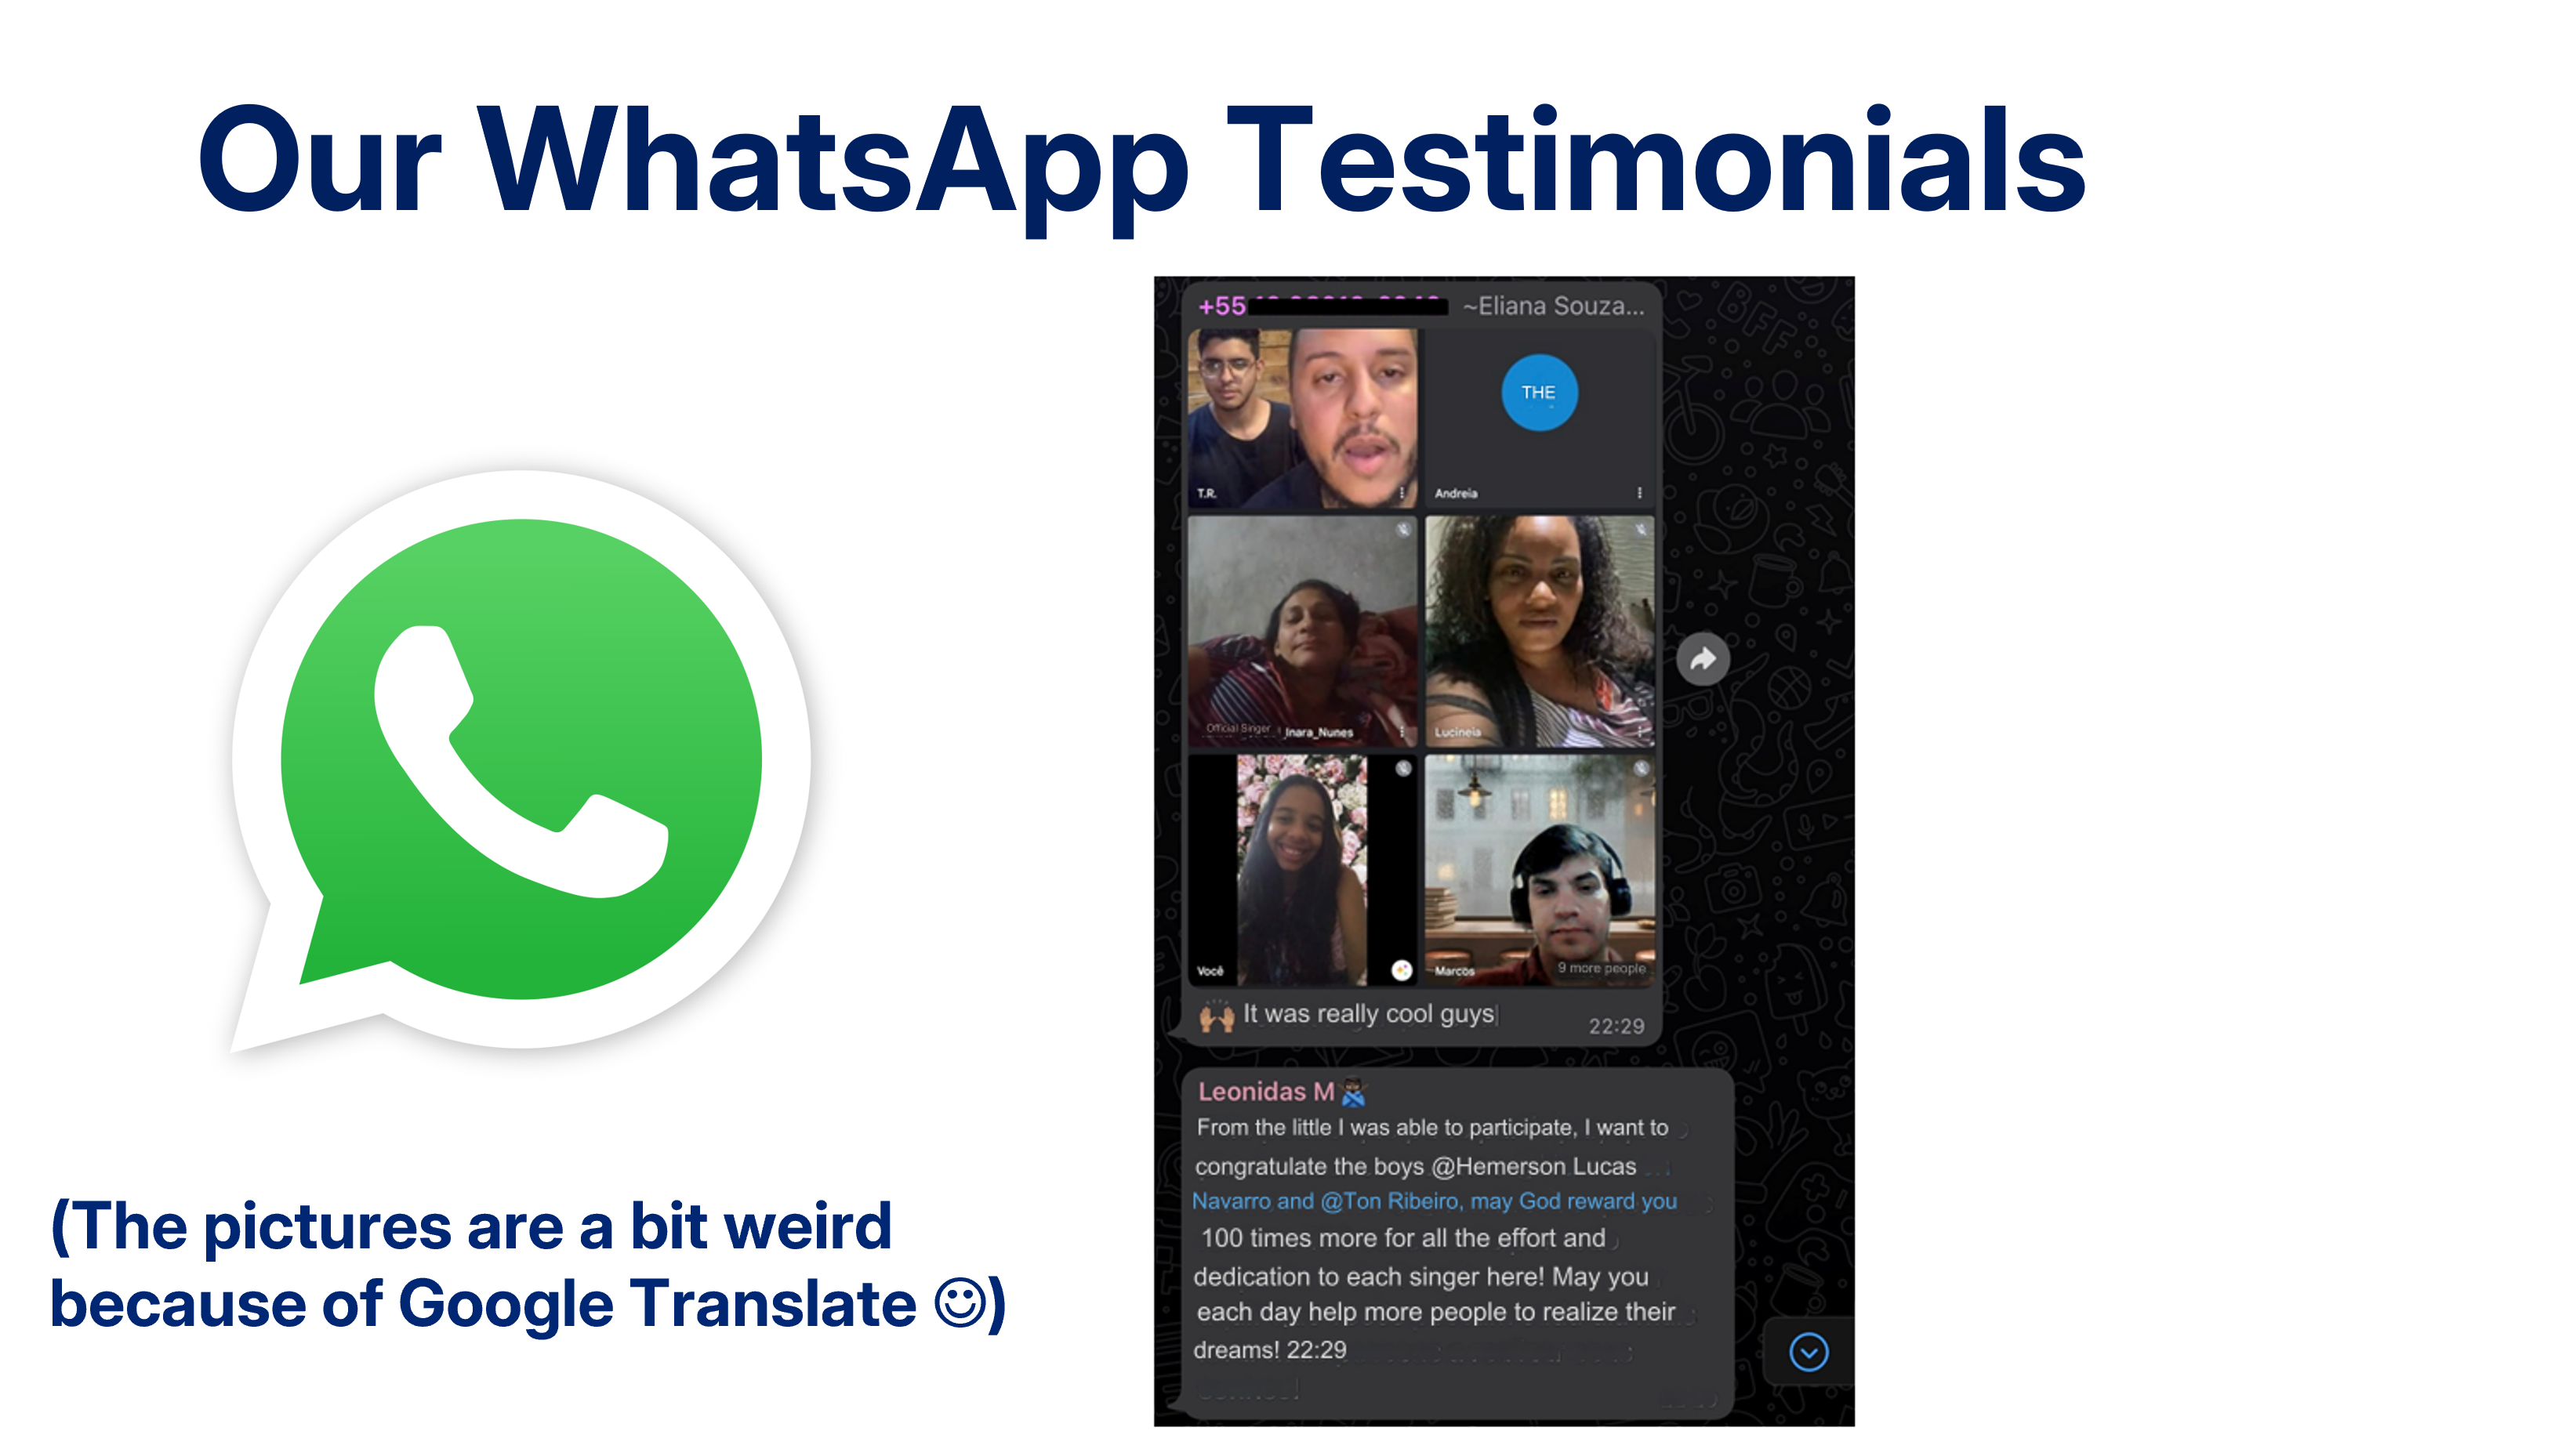 Our WhatsApp Testimonials
+55 ~Eliana Souza...
THE
T.R.
Andreia
Official Singer Inara_Nunes
Lucineia
Você
Marcos
9 more people
🙌🏽 It was really cool guys
22:29
Leonidas M
From the little I was able to participate, I want to
congratulate the boys @Hemerson Lucas
Navarro and @Ton Ribeiro, may God reward you
100 times more for all the effort and
dedication to each singer here! May you
each day help more people to realize their
dreams! 22:29
(The pictures are a bit weird
because of Google Translate ☺)